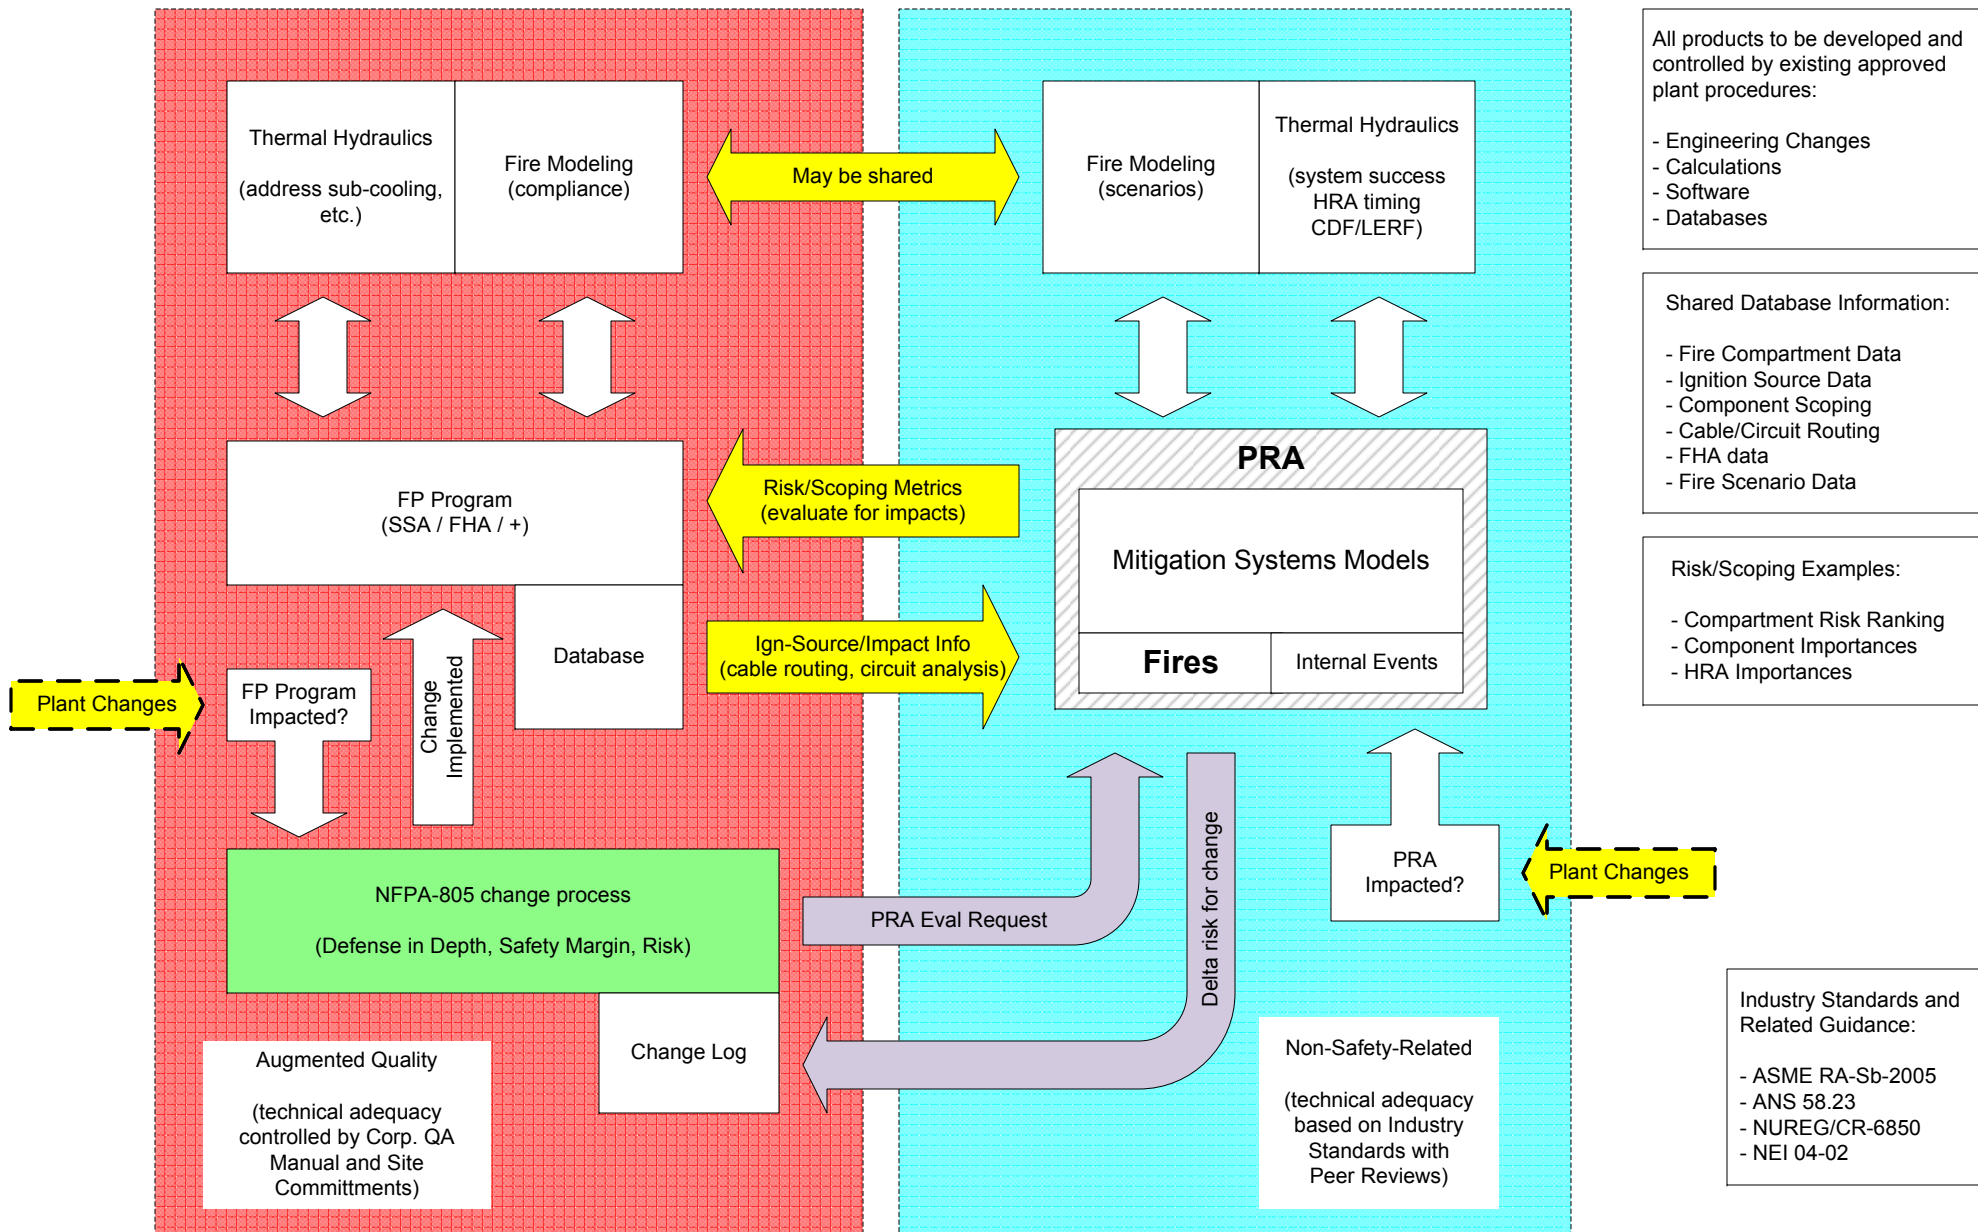 Thermal Hydraulics
(address sub-cooling,
etc.)
Fire Modeling
(compliance)
May be shared
Fire Modeling
(scenarios)
Thermal Hydraulics
(system success
HRA timing
CDF/LERF)
FP Program
(SSA / FHA / +)
Database
Risk/Scoping Metrics
(evaluate for impacts)
Ign-Source/Impact Info
(cable routing, circuit analysis)
PRA
Mitigation Systems Models
Fires
Internal Events
Plant Changes
FP Program
Impacted?
Change
Implemented
NFPA-805 change process
(Defense in Depth, Safety Margin, Risk)
Change Log
PRA Eval Request
Delta risk for change
PRA
Impacted?
Plant Changes
Augmented Quality
(technical adequacy
controlled by Corp. QA
Manual and Site
Committments)
Non-Safety-Related
(technical adequacy
based on Industry
Standards with
Peer Reviews)
All products to be developed and
controlled by existing approved
plant procedures:
- Engineering Changes
- Calculations
- Software
- Databases
Shared Database Information:
- Fire Compartment Data
- Ignition Source Data
- Component Scoping
- Cable/Circuit Routing
- FHA data
- Fire Scenario Data
Risk/Scoping Examples:
- Compartment Risk Ranking
- Component Importances
- HRA Importances
Industry Standards and
Related Guidance:
- ASME RA-Sb-2005
- ANS 58.23
- NUREG/CR-6850
- NEI 04-02